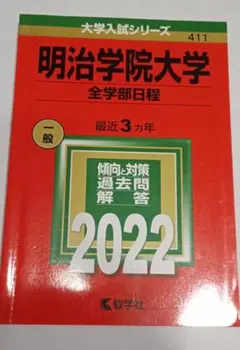 大学入試シリーズ
411
明治学院大学
全学部日程
一般
最近3カ年
傾向と対策
過去問
解答
2022
教学社